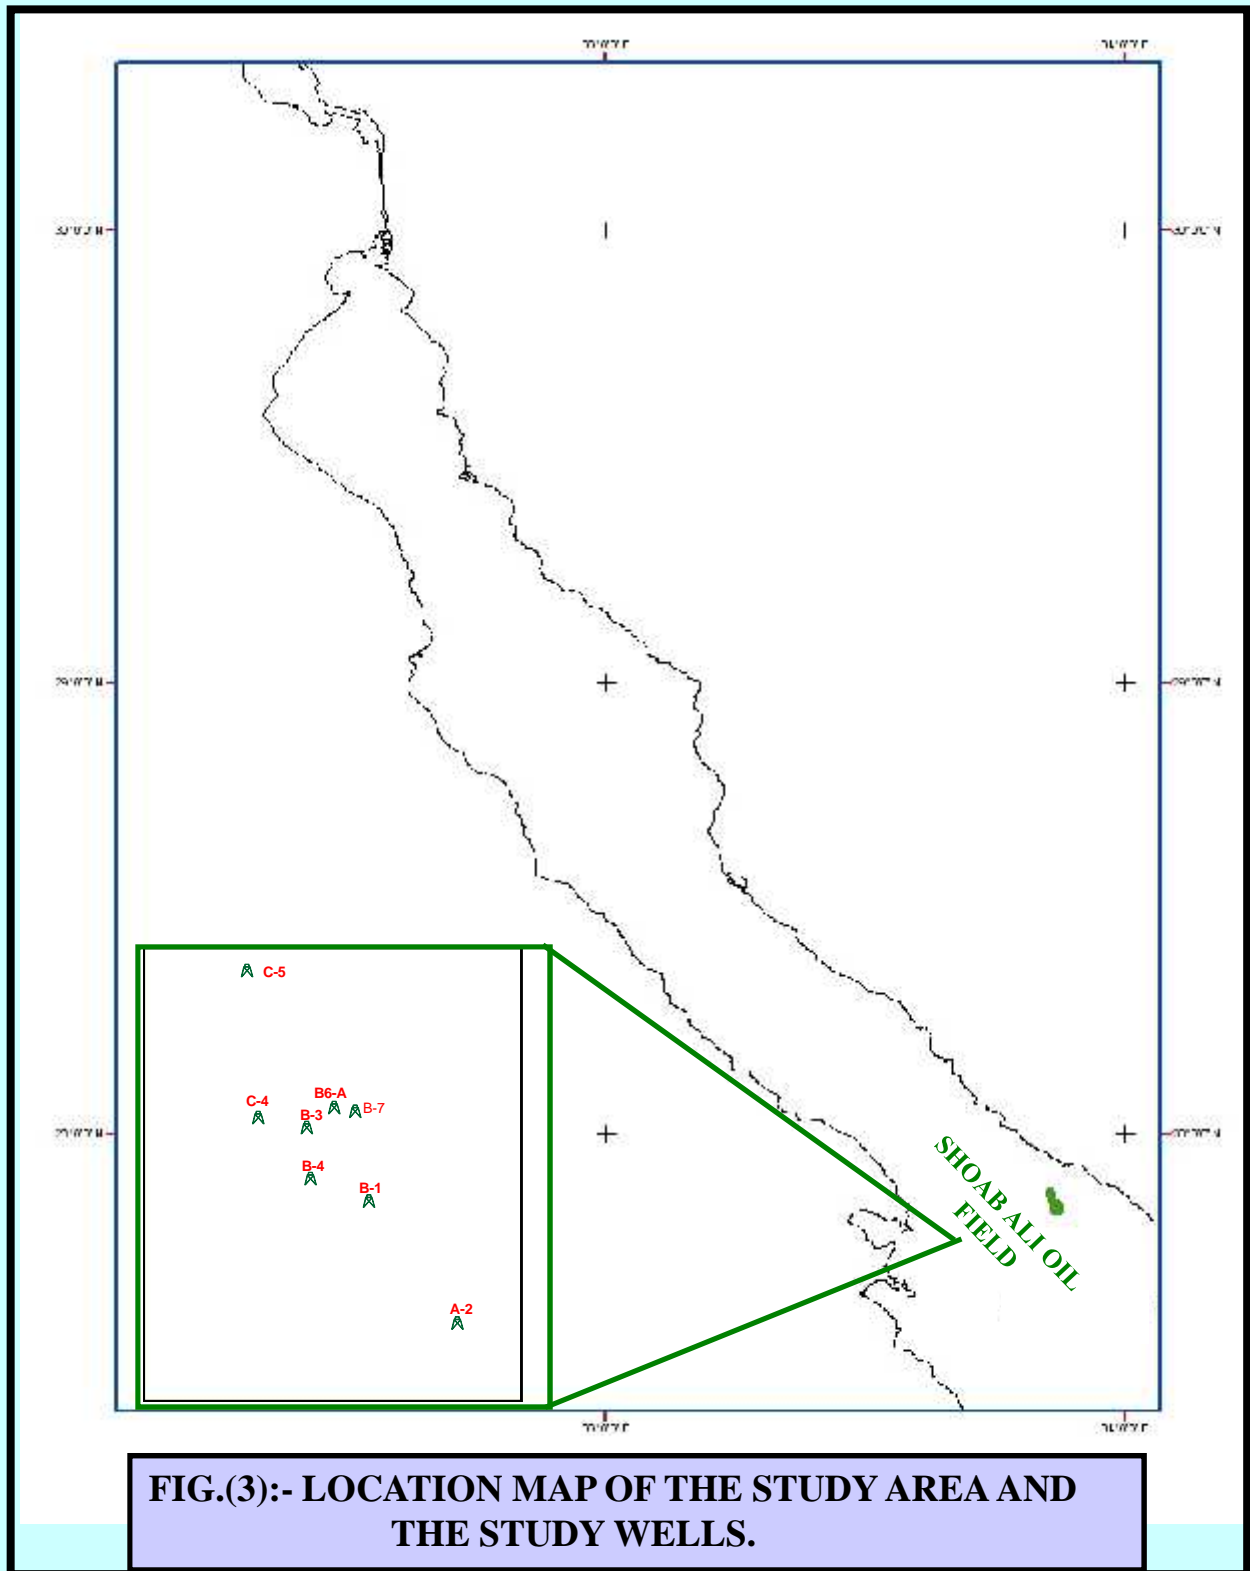 C-5
B6-A
B-7
C-4
B-3
B-4
B-1
A-2
SHOAB ALI OIL
FIELD
FIG.(3):- LOCATION MAP OF THE STUDY AREA AND
THE STUDY WELLS.